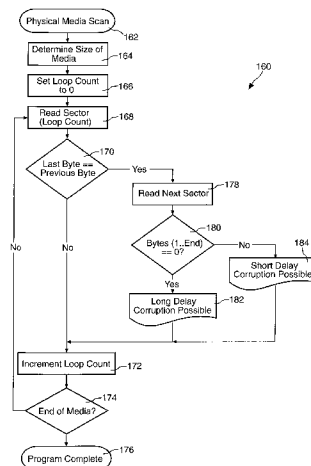 Physical Media Scan
162
Determine Size of
Media
164
160
Set Loop Count
to 0
166
Read Sector
(Loop Count)
168
170
Last Byte ==
Previous Byte
Yes
Read Next Sector
178
180
No
No
Bytes (1..End)
== 0?
No
184
Short Delay
Corruption Possible
Yes
182
Long Delay
Corruption Possible
Increment Loop Count
172
174
End of Media?
176
Program Complete